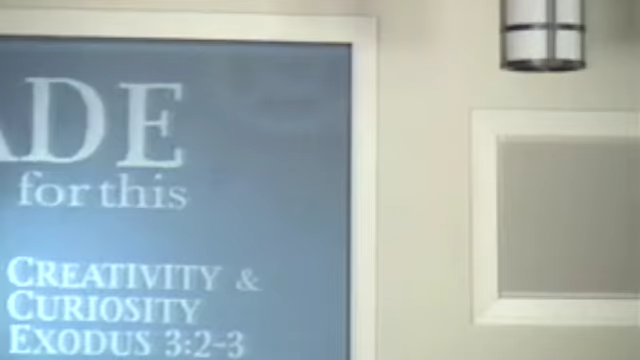 ADE
for this
CREATIVITY &
CURIOSITY
EXODUS 3:2-3